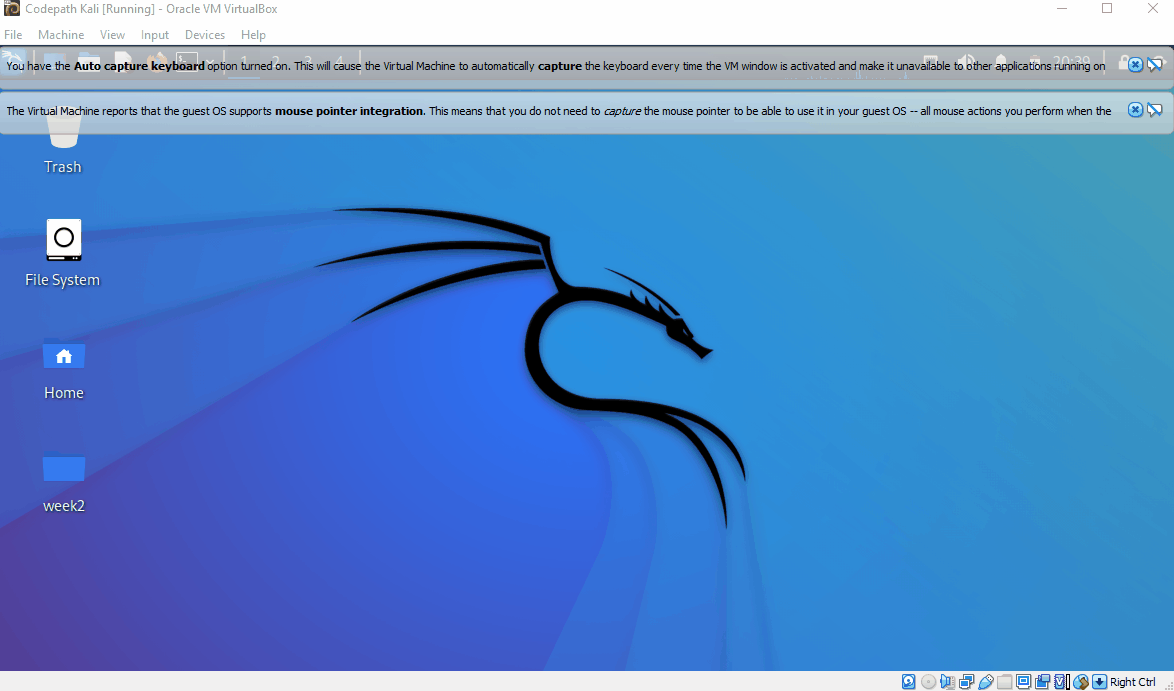 Codepath Kali [Running] - Oracle VM VirtualBox
File Machine View Input Devices Help
You have the Auto capture keyboard option turned on. This will cause the Virtual Machine to automatically capture the keyboard every time the VM window is activated and make it unavailable to other applications running on
The Virtual Machine reports that the guest OS supports mouse pointer integration. This means that you do not need to capture the mouse pointer to be able to use it in your guest OS -- all mouse actions you perform when the
Trash
File System
Home
week2
Right Ctrl